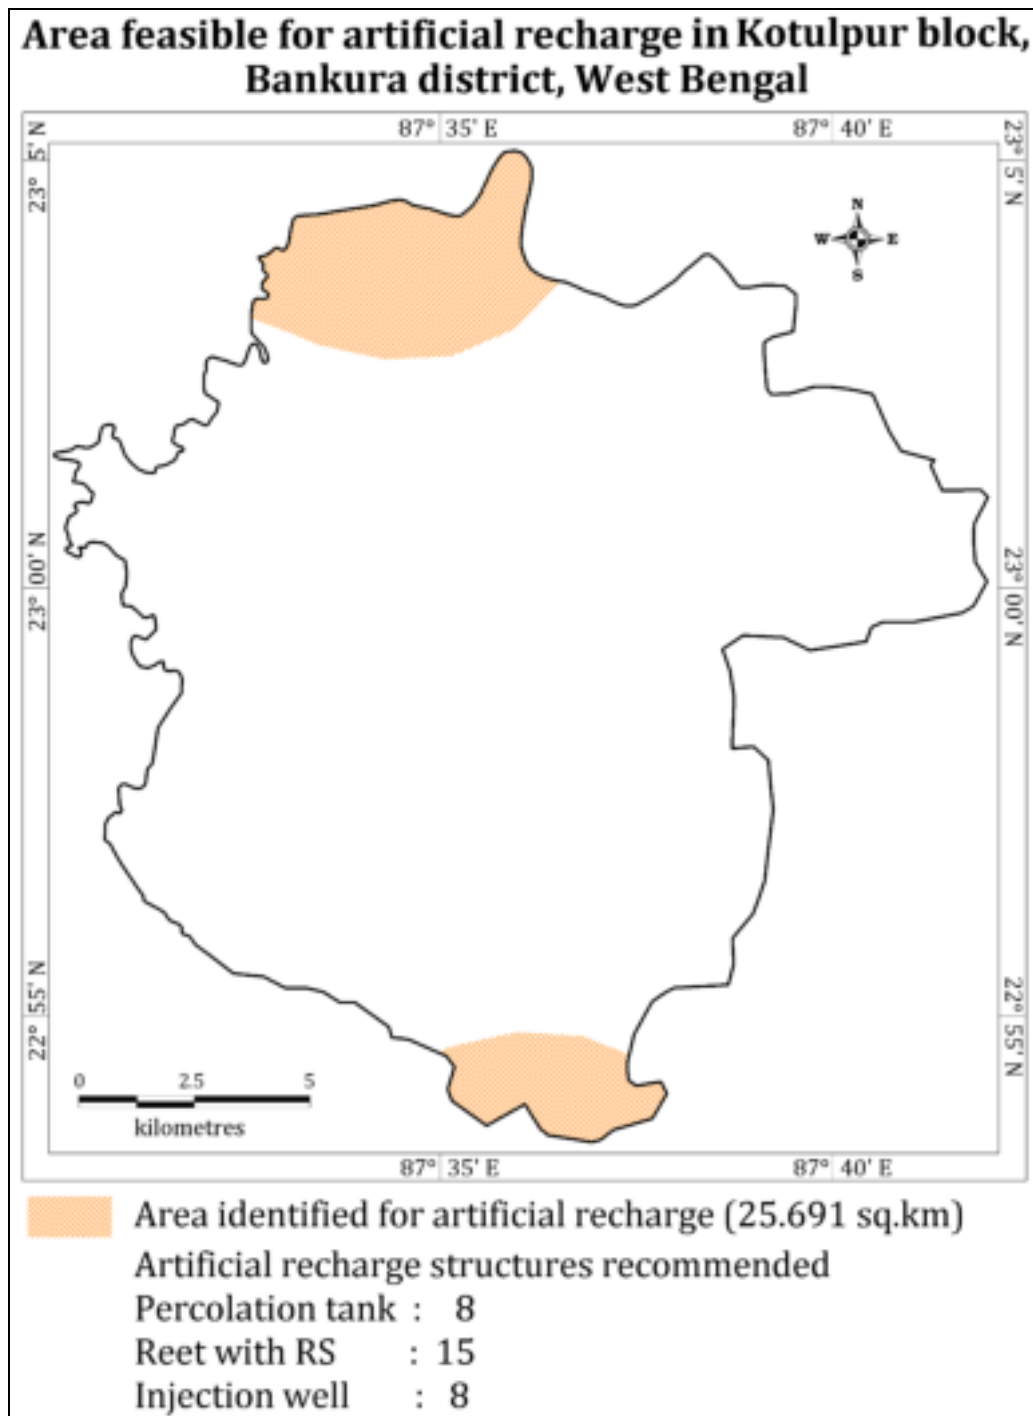 Area feasible for artificial recharge in Kotulpur block,
Bankura district, West Bengal
87° 35' E
87° 40' E
23° 5' N
23° 5' N
N
W
E
S
23° 00' N
23° 00' N
22° 55' N
22° 55' N
0 2.5 5
kilometres
87° 35' E
87° 40' E
Area identified for artificial recharge (25.691 sq.km)
Artificial recharge structures recommended
Percolation tank : 8
Reet with RS : 15
Injection well : 8